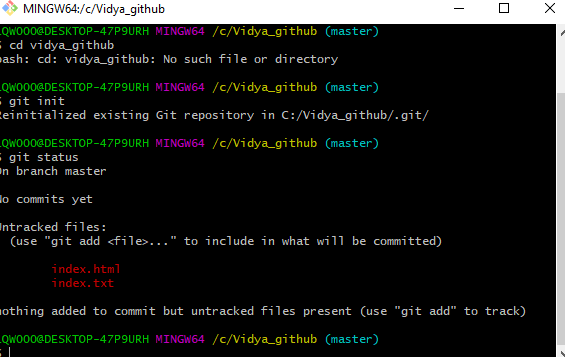 MINGW64:/c/Vidya_github
LQWOOO@DESKTOP-47P9URH MINGW64 /c/Vidya_github (master)
$ cd vidya_github
bash: cd: vidya_github: No such file or directory
LQWOOO@DESKTOP-47P9URH MINGW64 /c/Vidya_github (master)
$ git init
Reinitialized existing Git repository in C:/Vidya_github/.git/
LQWOOO@DESKTOP-47P9URH MINGW64 /c/Vidya_github (master)
$ git status
On branch master
No commits yet
Untracked files:
(use "git add <file>..." to include in what will be committed)
index.html
index.txt
nothing added to commit but untracked files present (use "git add" to track)
LQWOOO@DESKTOP-47P9URH MINGW64 /c/Vidya_github (master)
$